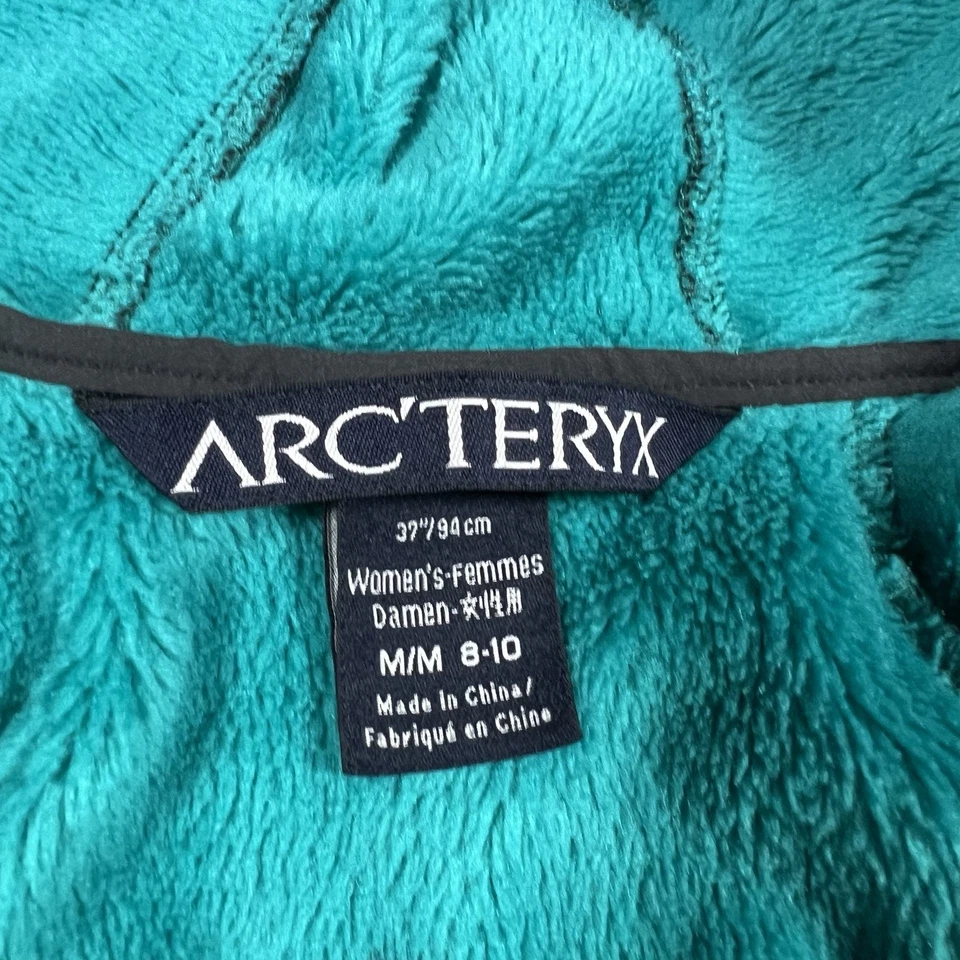 ARC'TERYX
37"/94cm
Women's-Femmes
Damen-女性用
M/M 8-10
Made in China/
Fabriqué en Chine